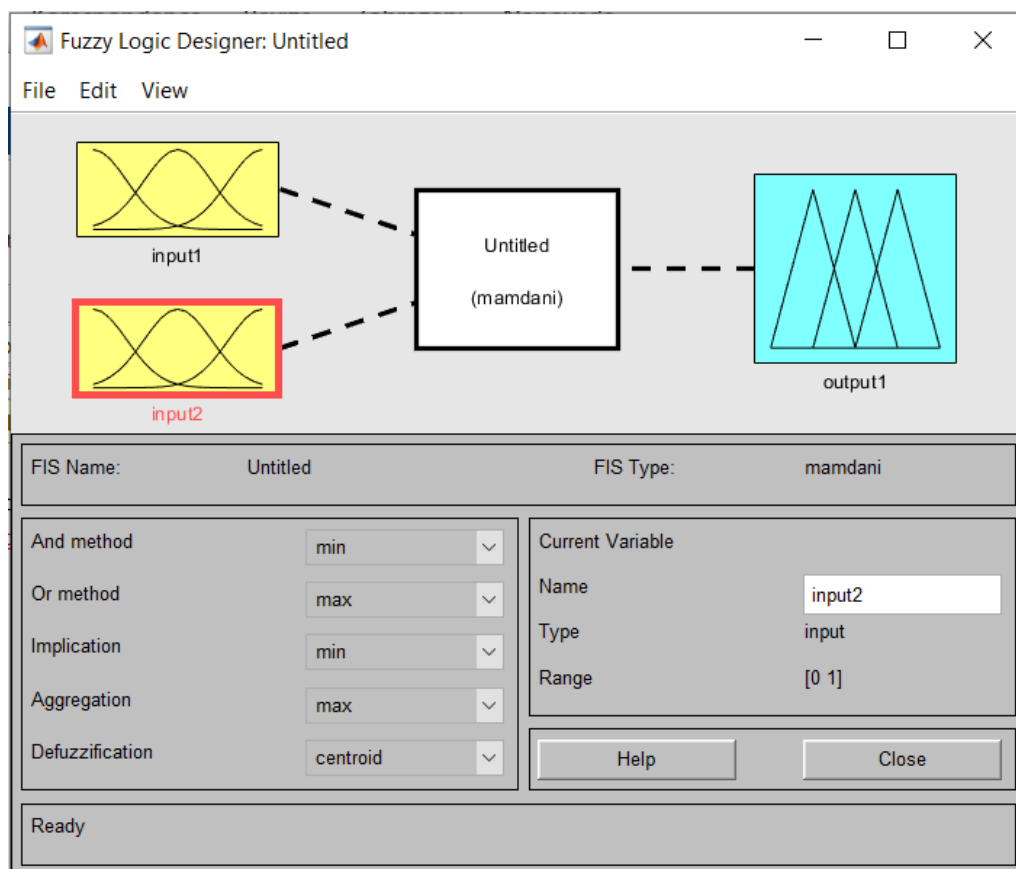 Fuzzy Logic Designer: Untitled
File Edit View
input1
input2
Untitled
(mamdani)
output1
FIS Name: Untitled FIS Type: mamdani
And method min
Or method max
Implication min
Aggregation max
Defuzzification centroid
Current Variable
Name input2
Type input
Range [0 1]
Help Close
Ready